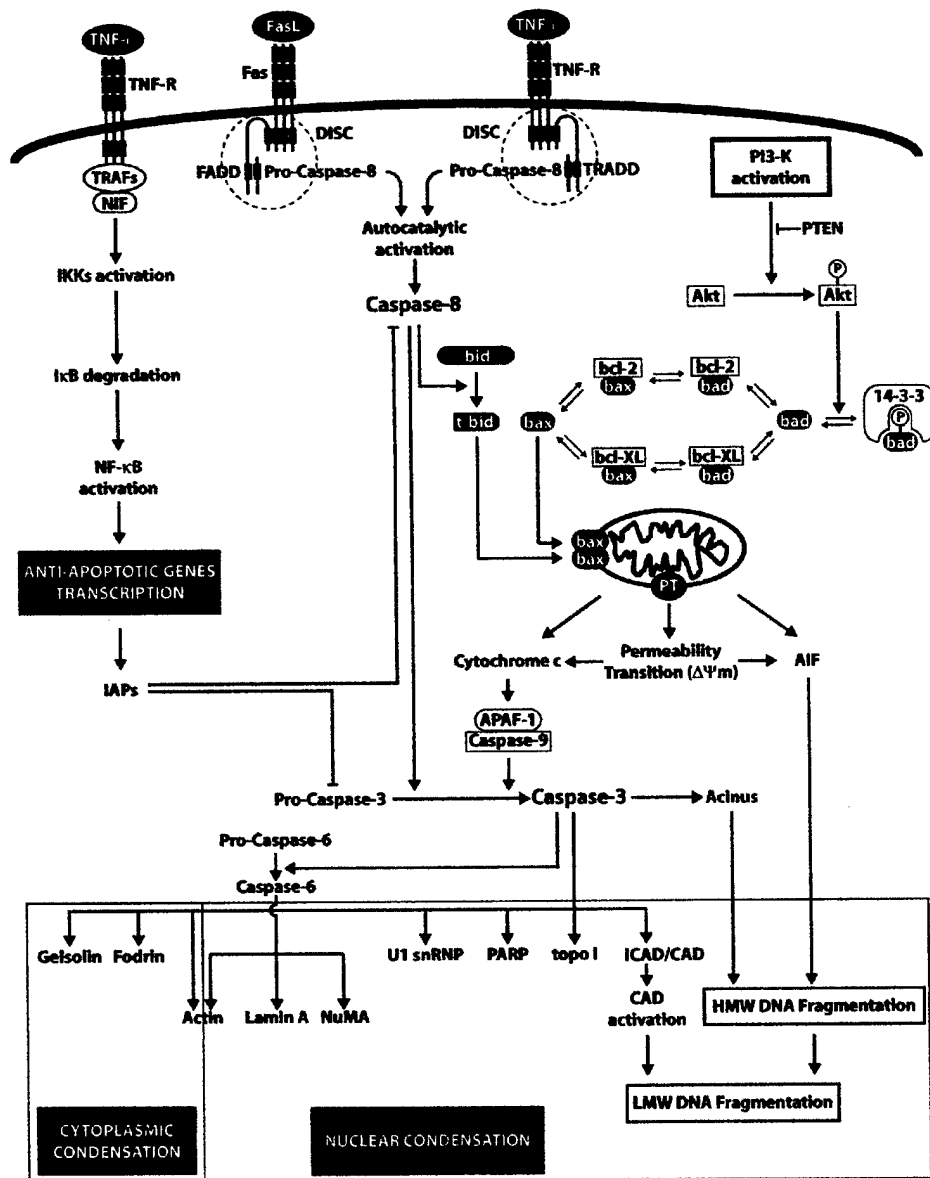 TNF-
FasL
TNF-
TNF-R
Fas
TNF-R
DISC
DISC
TRAFs
NIF
FADD
Pro-Caspase-8
Pro-Caspase-8
TRADD
PI3-K
activation
PTEN
Autocatalytic
activation
IKKs activation
P
Akt
Akt
Caspase-8
bid
IκB degradation
bcl-2
bax
bcl-2
bad
14-3-3
P
bad
t bid
bax
bad
bcl-XL
bax
bcl-XL
bad
NF-κB
activation
bax
bax
PT
ANTI-APOPTOTIC GENES
TRANSCRIPTION
Cytochrome c
Permeability
Transition (ΔΨm)
AIF
IAPs
APAF-1
Caspase-9
Pro-Caspase-3
Caspase-3
Acinus
Pro-Caspase-6
Caspase-6
Gelsolin
Fodrin
U1 snRNP
PARP
topo I
ICAD/CAD
Actin
Lamin A
NuMA
CAD
activation
HMW DNA Fragmentation
LMW DNA Fragmentation
CYTOPLASMIC
CONDENSATION
NUCLEAR CONDENSATION